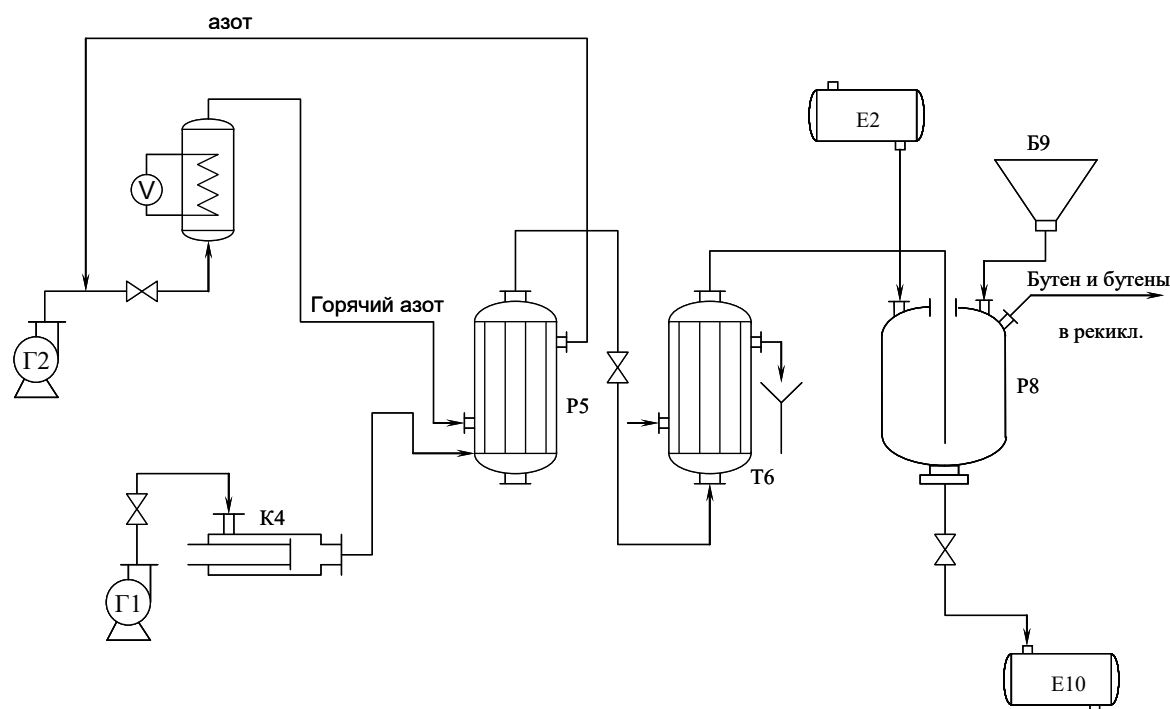 азот
Е2
Б9
V
Бутен и бутены
в рекикл.
Горячий азот
Г2
Р5
Р8
Т6
К4
Г1
Е10